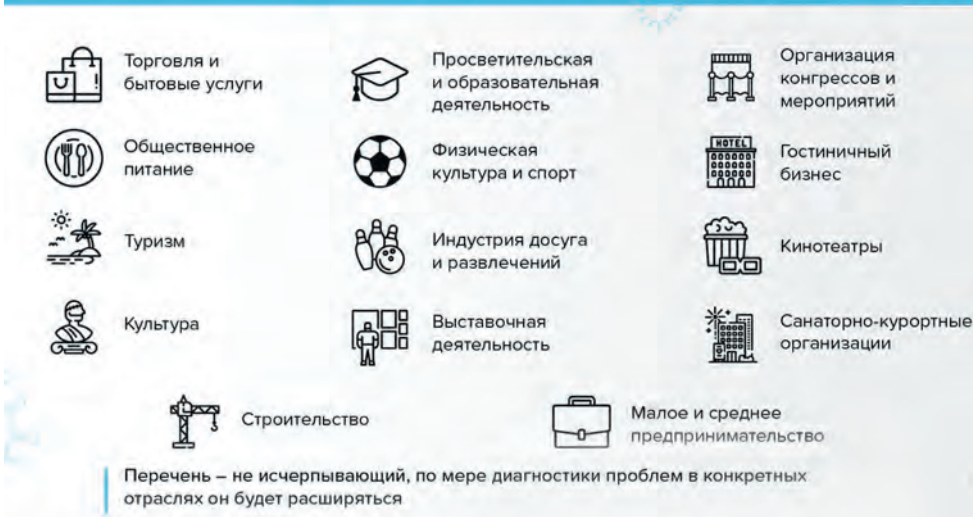 Торговля и
бытовые услуги
Просветительская
и образовательная
деятельность
Организация
конгрессов и
мероприятий
Общественное
питание
Физическая
культура и спорт
HOTEL
Гостиничный
бизнес
Туризм
Индустрия досуга
и развлечений
Кинотеатры
Культура
Выставочная
деятельность
Санаторно-курортные
организации
Строительство
Малое и среднее
предпринимательство
Перечень – не исчерпывающий, по мере диагностики проблем в конкретных
отраслях он будет расширяться